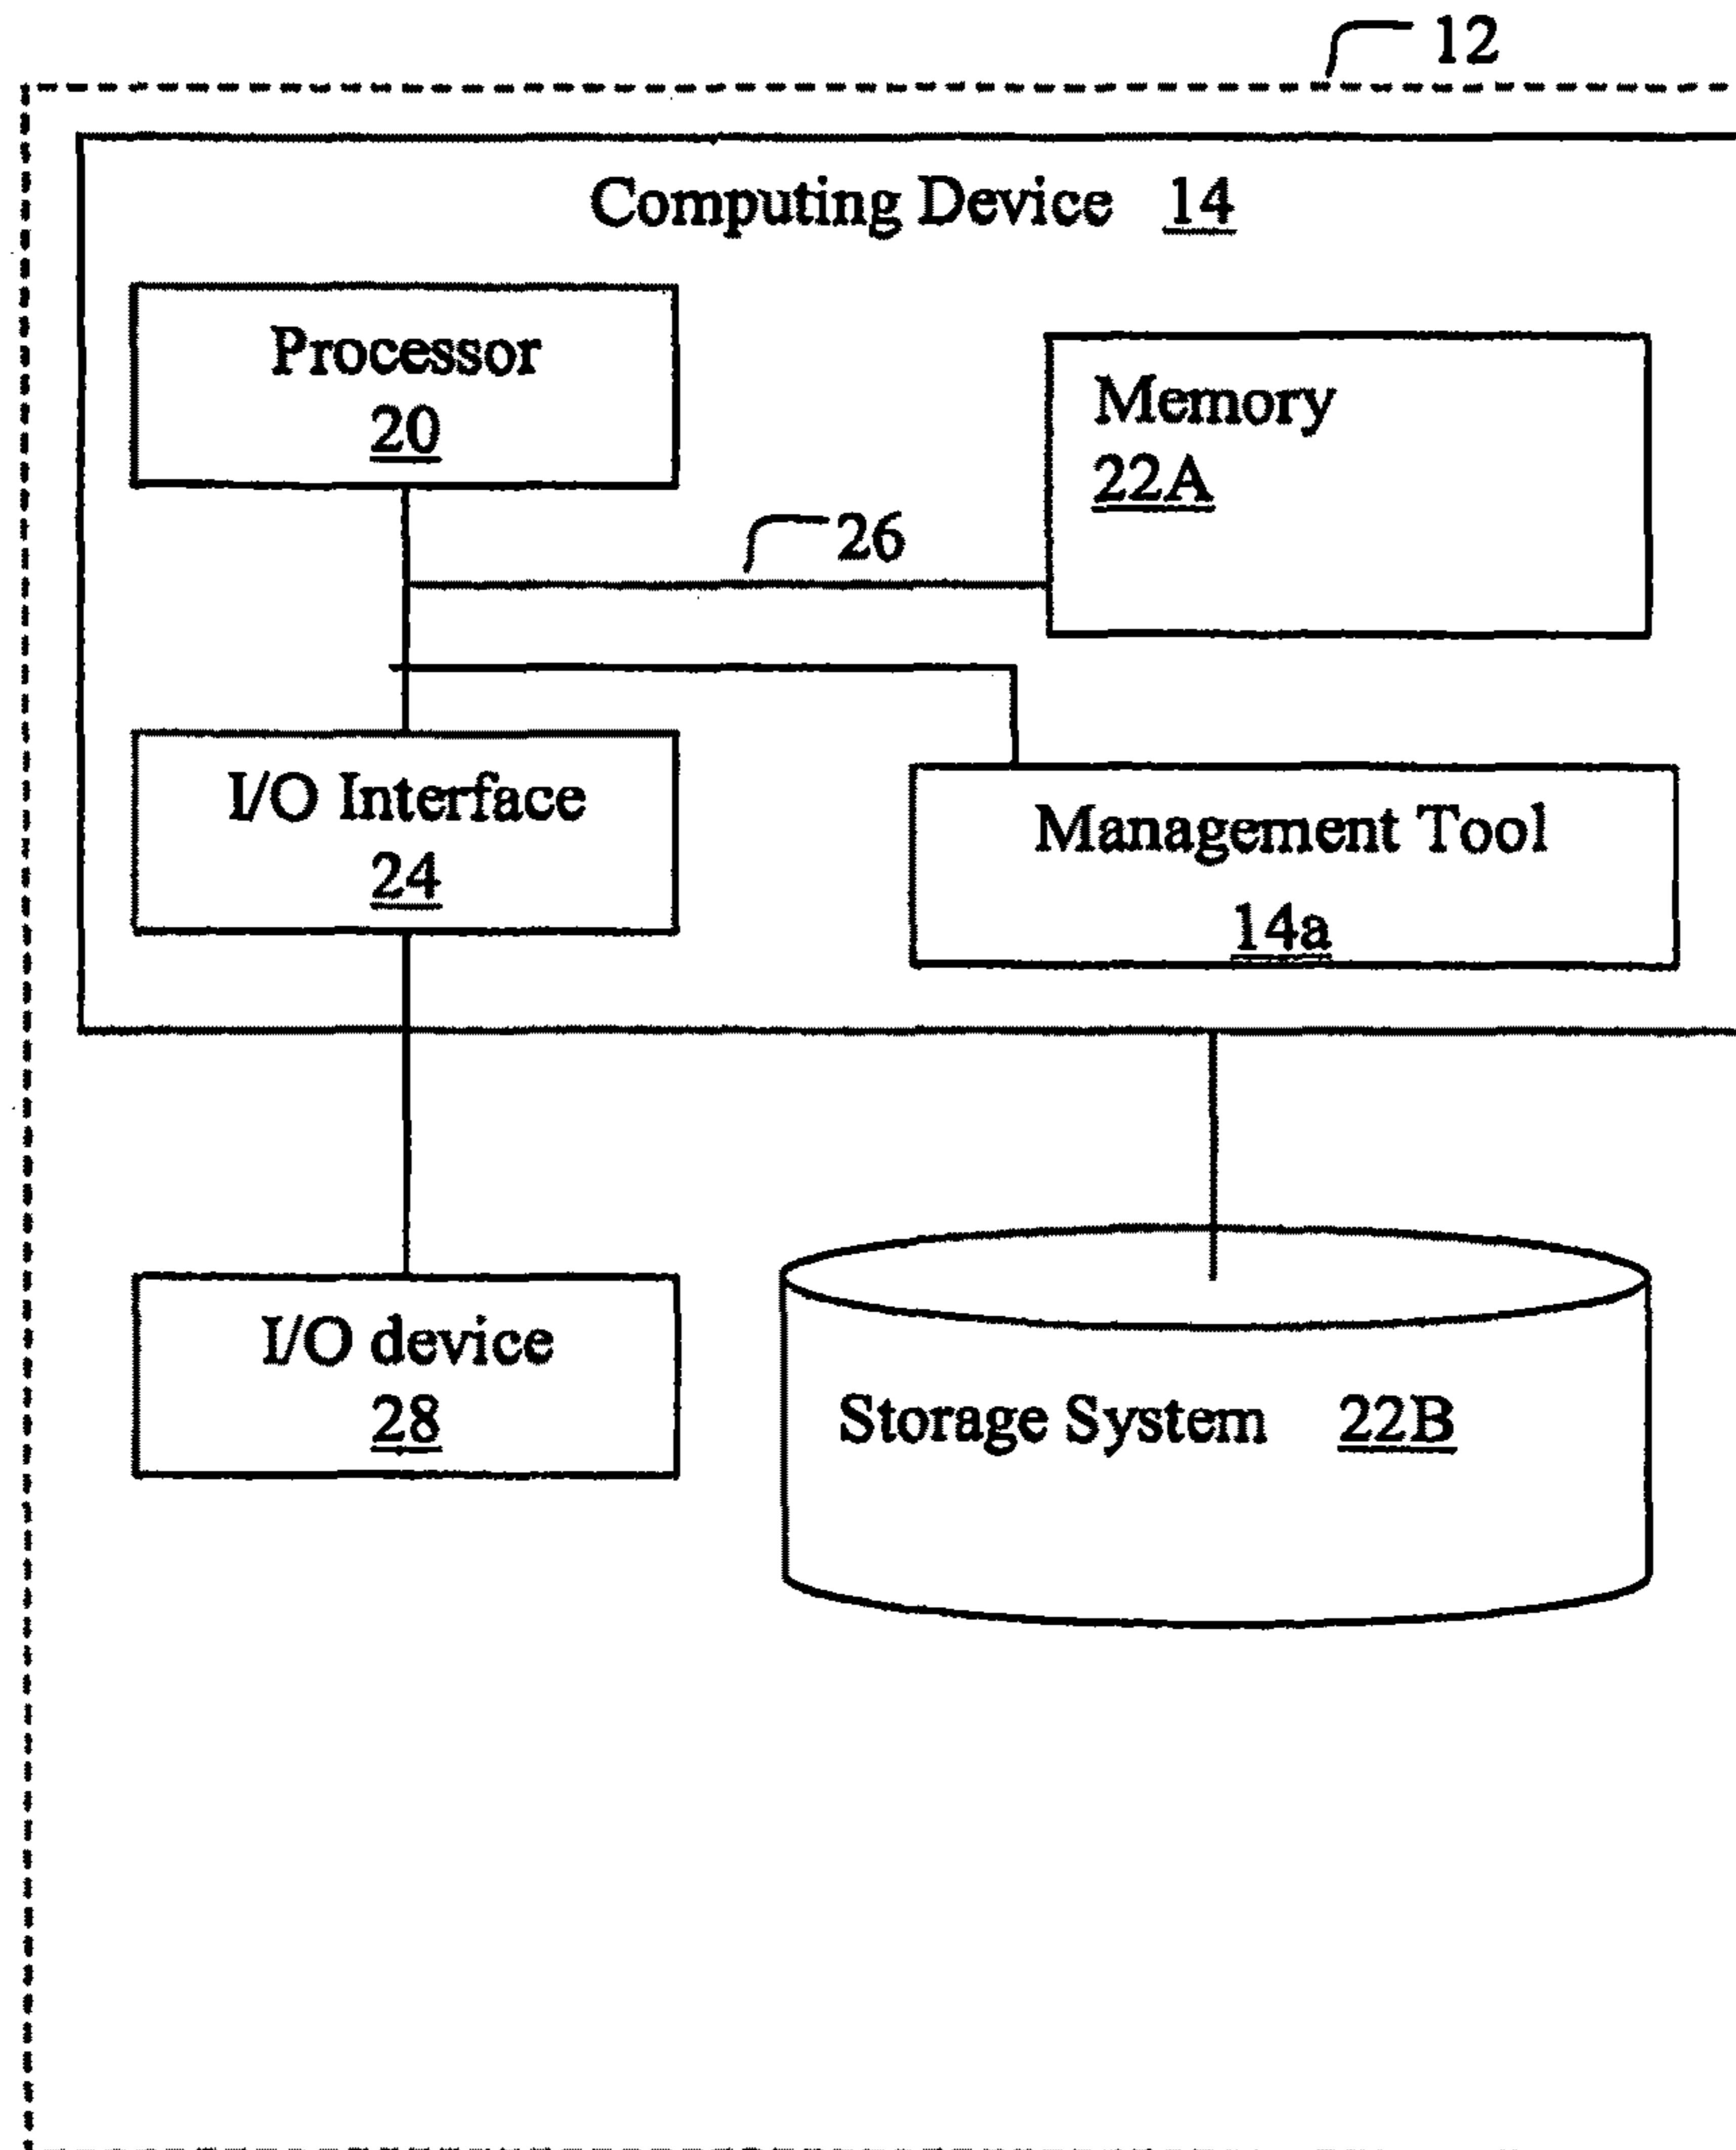 12
Computing Device 14
Processor
20
Memory
22A
26
I/O Interface
24
Management Tool
14a
I/O device
28
Storage System 22B